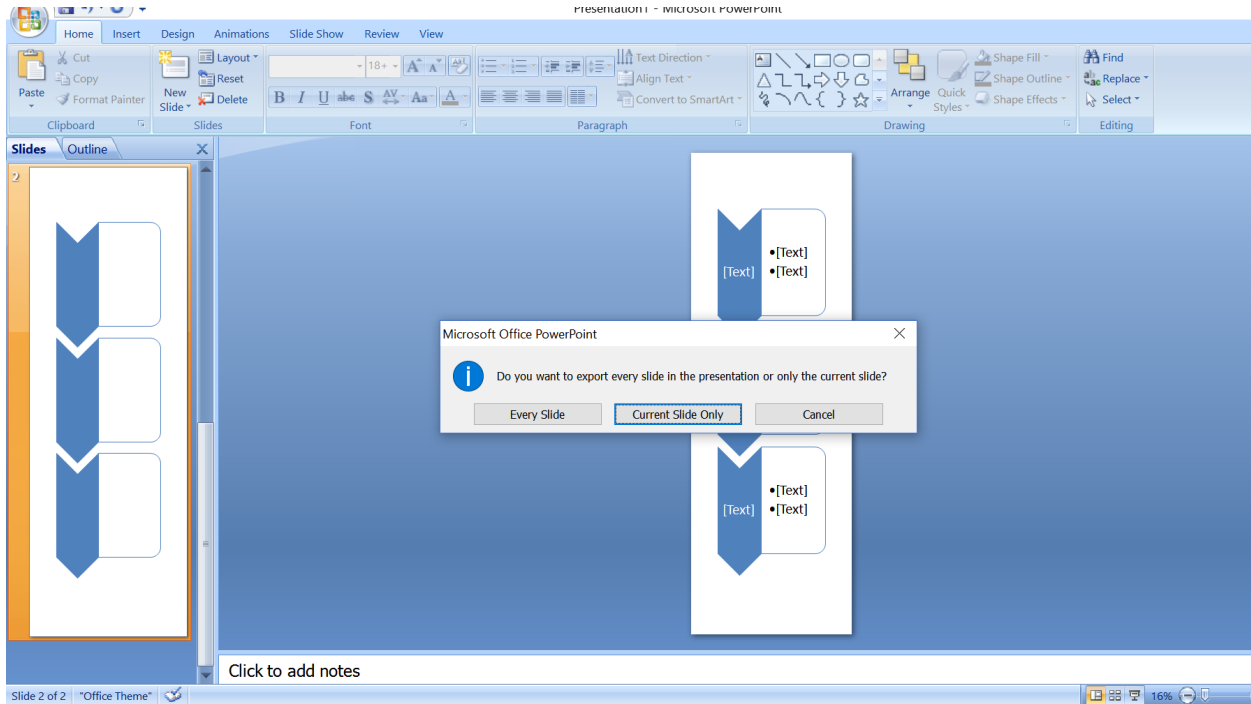 Presentation1 - Microsoft PowerPoint
Home Insert Design Animations Slide Show Review View
Paste
Cut
Copy
Format Painter
Clipboard
New
Slide
Layout
Reset
Delete
Slides
18+
B I U abe S AV Aa A
Font
Text Direction
Align Text
Convert to SmartArt
Paragraph
Arrange
Quick
Styles
Shape Fill
Shape Outline
Shape Effects
Drawing
Find
Replace
Select
Editing
Slides Outline X
2
[Text]
•[Text]
•[Text]
Microsoft Office PowerPoint
Do you want to export every slide in the presentation or only the current slide?
Every Slide Current Slide Only Cancel
[Text]
•[Text]
•[Text]
Click to add notes
Slide 2 of 2 "Office Theme" 16%